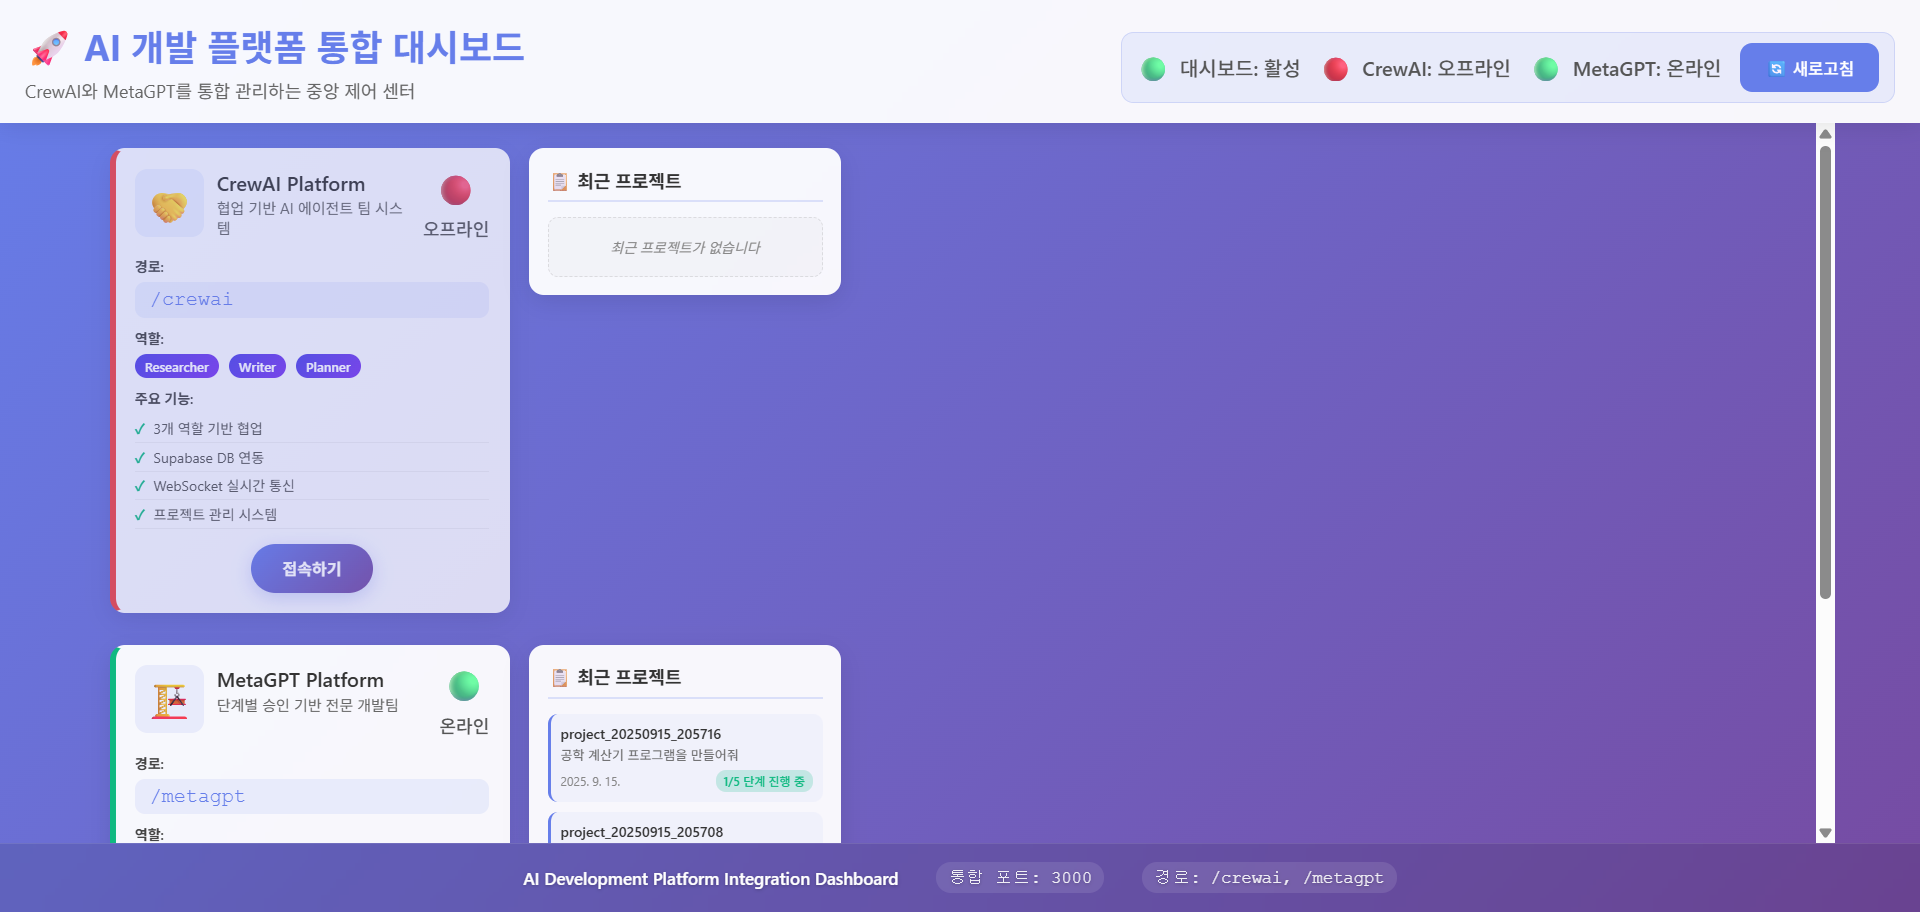 AI 개발 플랫폼 통합 대시보드
CrewAI와 MetaGPT를 통합 관리하는 중앙 제어 센터
대시보드: 활성
CrewAI: 오프라인
MetaGPT: 온라인
새로고침
CrewAI Platform
협업 기반 AI 에이전트 팀 시스
템
오프라인
경로:
/crewai
역할:
Researcher
Writer
Planner
주요 기능:
✓ 3개 역할 기반 협업
✓ Supabase DB 연동
✓ WebSocket 실시간 통신
✓ 프로젝트 관리 시스템
접속하기
최근 프로젝트
최근 프로젝트가 없습니다
MetaGPT Platform
단계별 승인 기반 전문 개발팀
온라인
경로:
/metagpt
역할:
최근 프로젝트
project_20250915_205716
공학 계산기 프로그램을 만들어줘
2025. 9. 15.
1/5 단계 진행 중
project_20250915_205708
AI Development Platform Integration Dashboard
통합 포트: 3000
경로: /crewai, /metagpt